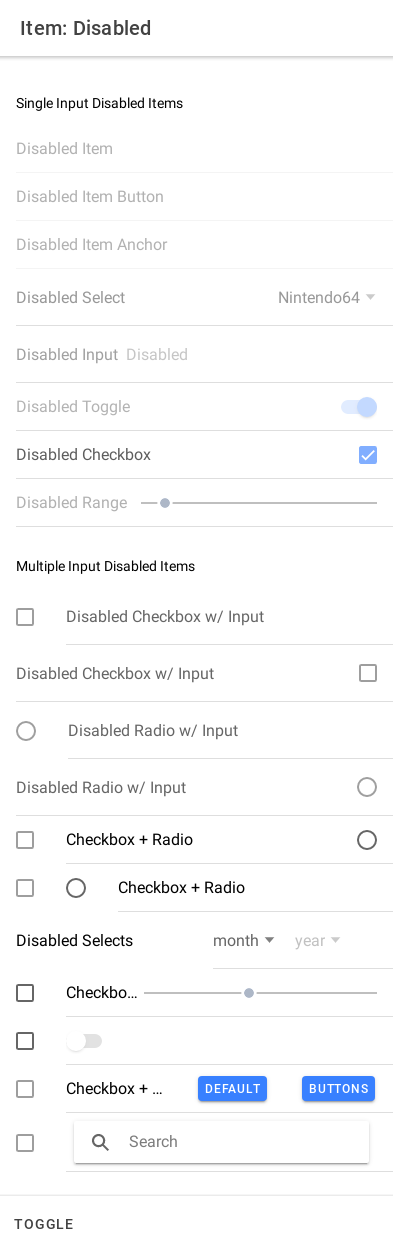 Item: Disabled
Single Input Disabled Items
Disabled Item
Disabled Item Button
Disabled Item Anchor
Disabled Select Nintendo64
Disabled Input Disabled
Disabled Toggle
Disabled Checkbox
Disabled Range
Multiple Input Disabled Items
Disabled Checkbox w/ Input
Disabled Checkbox w/ Input
Disabled Radio w/ Input
Disabled Radio w/ Input
Checkbox + Radio
Checkbox + Radio
Disabled Selects month year
Checkbo...
Checkbox + ... DEFAULT BUTTONS
Search
TOGGLE